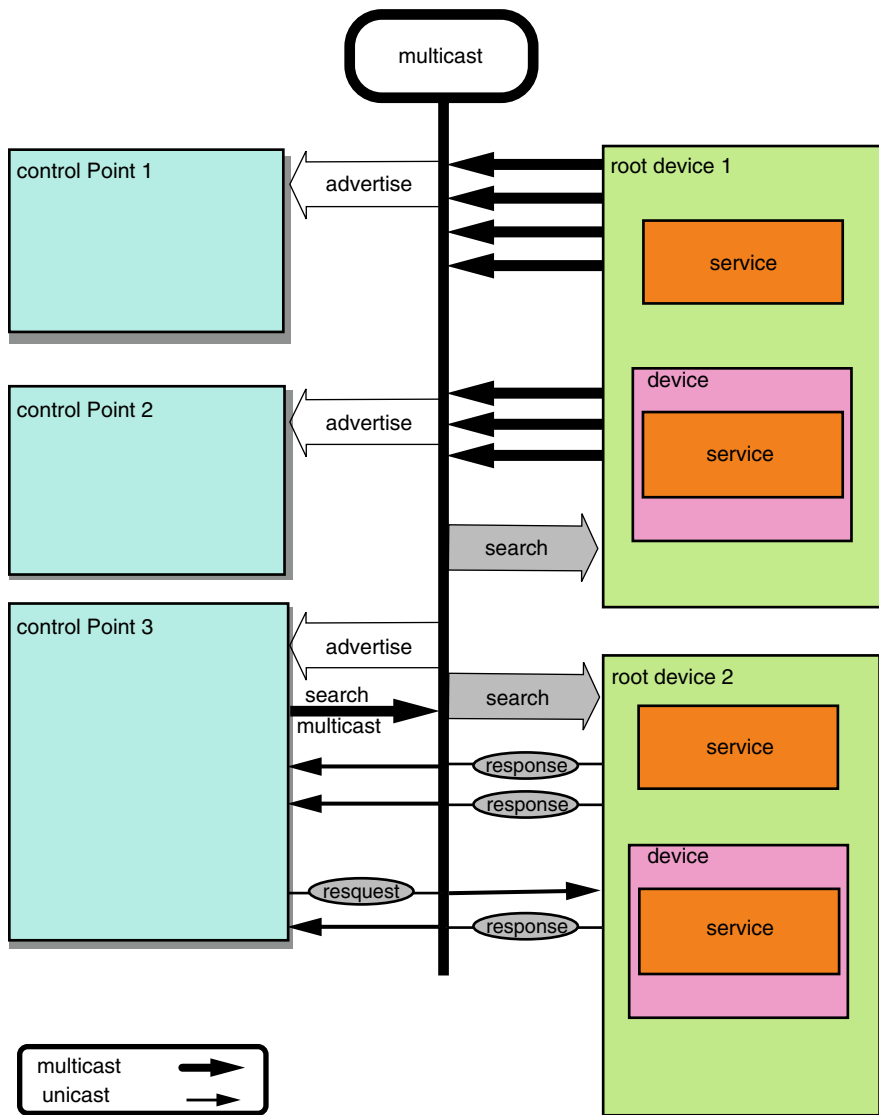 multicast
control Point 1
advertise
root device 1
service
control Point 2
advertise
device
service
search
control Point 3
advertise
root device 2
search
multicast
search
service
response
response
device
resquest
service
response
multicast
unicast